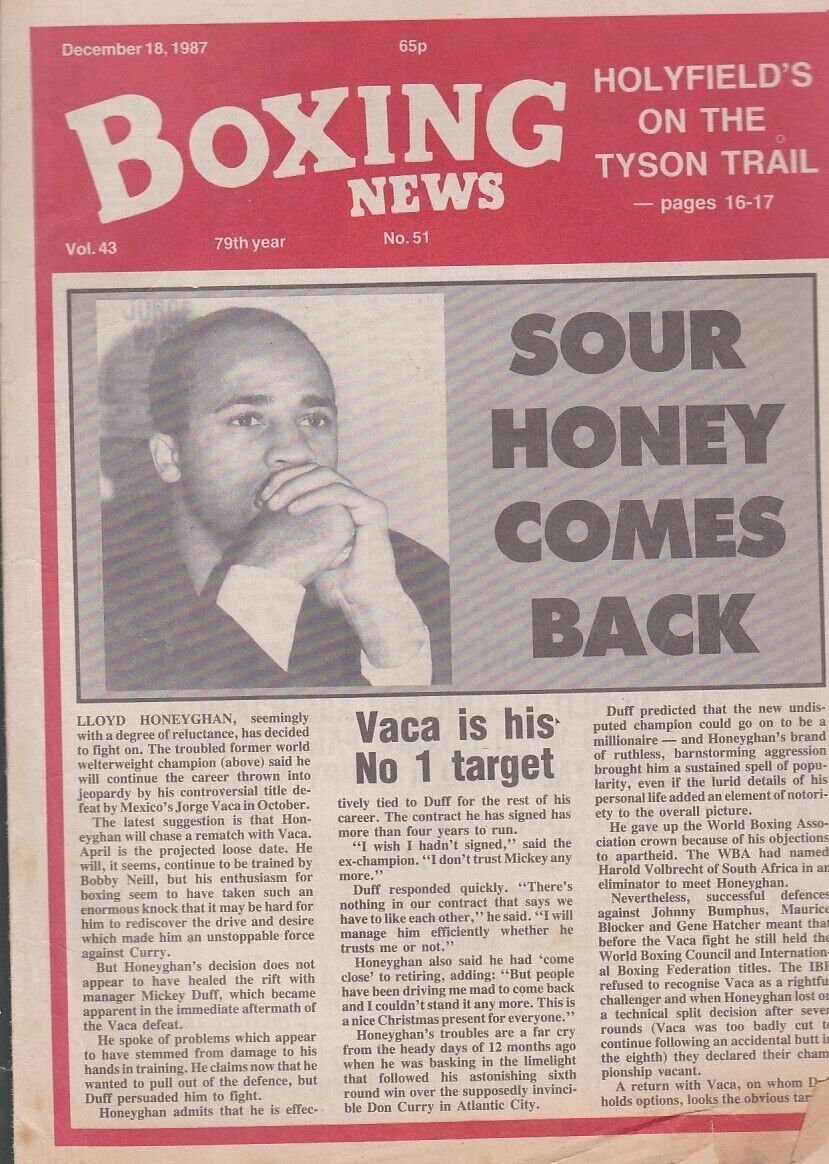 December 18, 1987
65p
BOXING
NEWS
HOLYFIELD'S
ON THE
TYSON TRAIL
— pages 16-17
Vol. 43
79th year
No. 51
SOUR
HONEY
COMES
BACK
LLOYD HONEYGHAN, seemingly
with a degree of reluctance, has decided
to fight on. The troubled former world
welterweight champion (above) said he
will continue the career thrown into
jeopardy by his controversial title de-
feat by Mexico's Jorge Vaca in October.
The latest suggestion is that Hon-
eyghan will chase a rematch with Vaca.
April is the projected loose date. He
will, it seems, continue to be trained by
Bobby Neill, but his enthusiasm for
boxing seem to have taken such an
enormous knock that it may be hard for
him to rediscover the drive and desire
which made him an unstoppable force
against Curry.
But Honeyghan's decision does not
appear to have healed the rift with
manager Mickey Duff, which became
apparent in the immediate aftermath of
the Vaca defeat.
He spoke of problems which appear
to have stemmed from damage to his
hands in training. He claims now that he
wanted to pull out of the defence, but
Duff persuaded him to fight.
Honeyghan admits that he is effec-
Vaca is his
No 1 target
tively tied to Duff for the rest of his
career. The contract he has signed has
more than four years to run.
"I wish I hadn't signed," said the
ex-champion. "I don't trust Mickey any
more."
Duff responded quickly. "There's
nothing in our contract that says we
have to like each other," he said. "I will
manage him efficiently whether he
trusts me or not."
Honeyghan also said he had 'come
close' to retiring, adding: "But people
have been driving me mad to come back
and I couldn't stand it any more. This is
a nice Christmas present for everyone."
Honeyghan's troubles are a far cry
from the heady days of 12 months ago
when he was basking in the limelight
that followed his astonishing sixth
round win over the supposedly invinci-
ble Don Curry in Atlantic City.
Duff predicted that the new undis-
puted champion could go on to be a
millionaire — and Honeyghan's brand
of ruthless, barnstorming aggression
brought him a sustained spell of popu-
larity, even if the lurid details of his
personal life added an element of notori-
ety to the overall picture.
He gave up the World Boxing Asso-
ciation crown because of his objections
to apartheid. The WBA had named
Harold Volbrecht of South Africa in an
eliminator to meet Honeyghan.
Nevertheless, successful defences
against Johnny Bumphus, Maurice
Blocker and Gene Hatcher meant that
before the Vaca fight he still held the
World Boxing Council and Internation-
al Boxing Federation titles. The IBF
refused to recognise Vaca as a rightfu
challenger and when Honeyghan lost on
a technical split decision after seven
rounds (Vaca was too badly cut t
continue following an accidental butt i
the eighth) they declared their cham
pionship vacant.
A return with Vaca, on whom D
holds options, looks the obvious tar